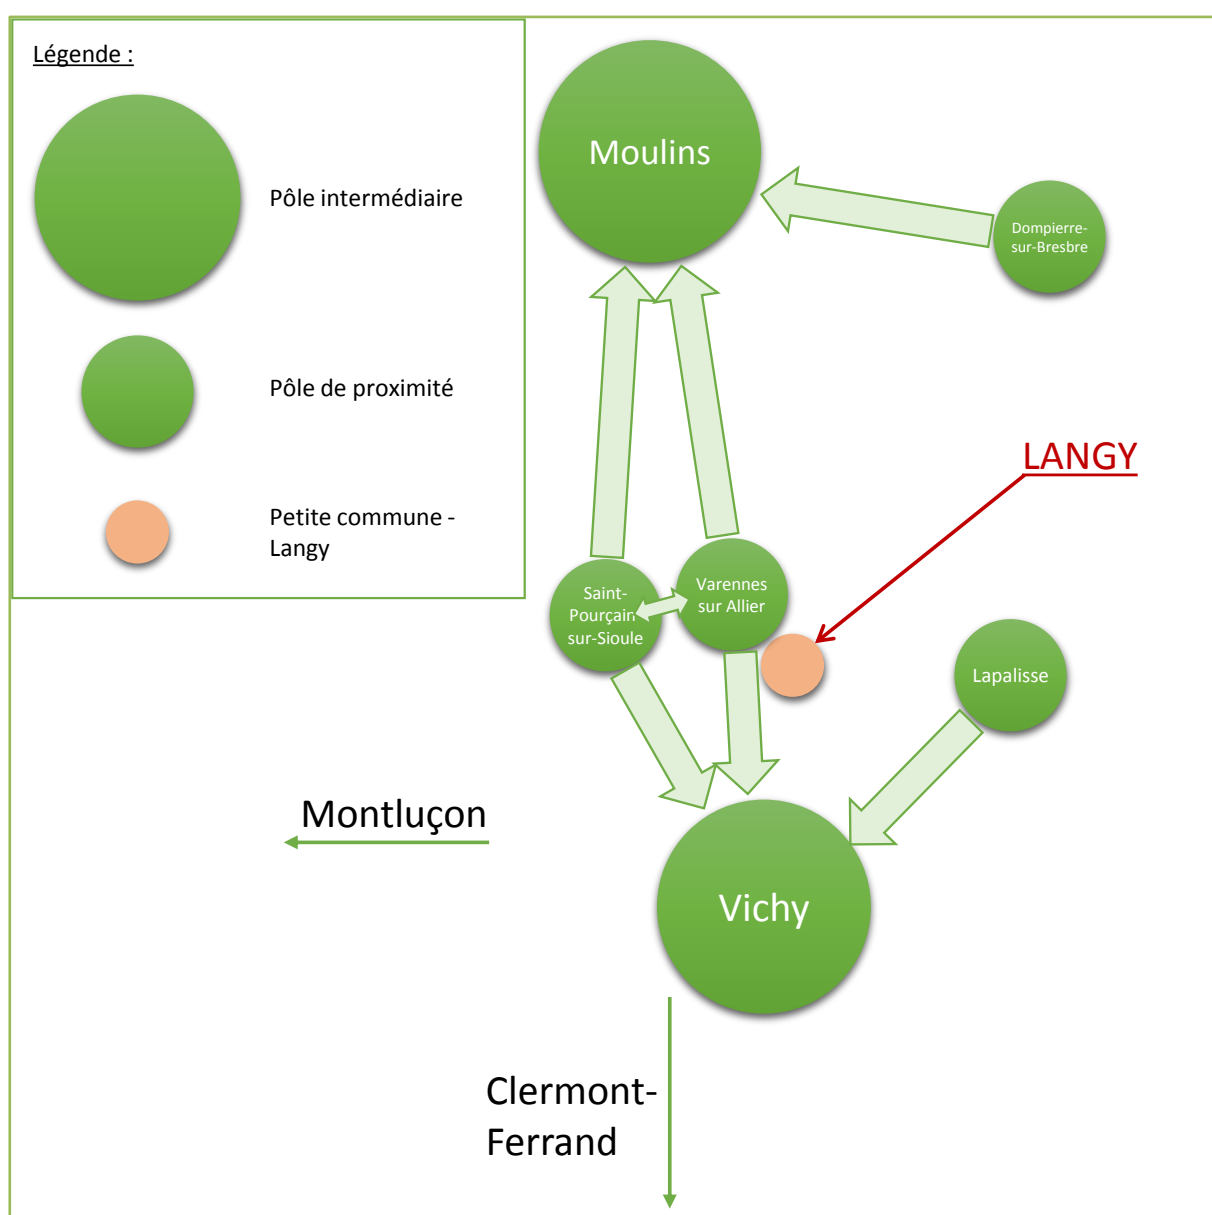 Légende :
Pôle intermédiaire
Pôle de proximité
Petite commune -
Langy
Moulins
Dompierre-
sur-Bresbre
LANGY
Saint-
Pourçain
sur-Sioule
Varennes
sur Allier
Lapalisse
Montluçon
Vichy
Clermont-
Ferrand